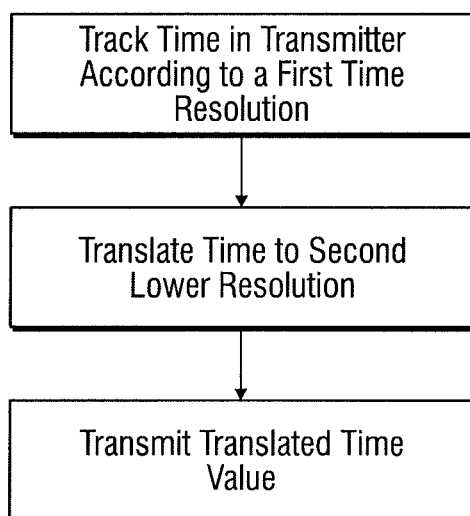 Track Time in Transmitter
According to a First Time
Resolution
Translate Time to Second
Lower Resolution
Transmit Translated Time
Value